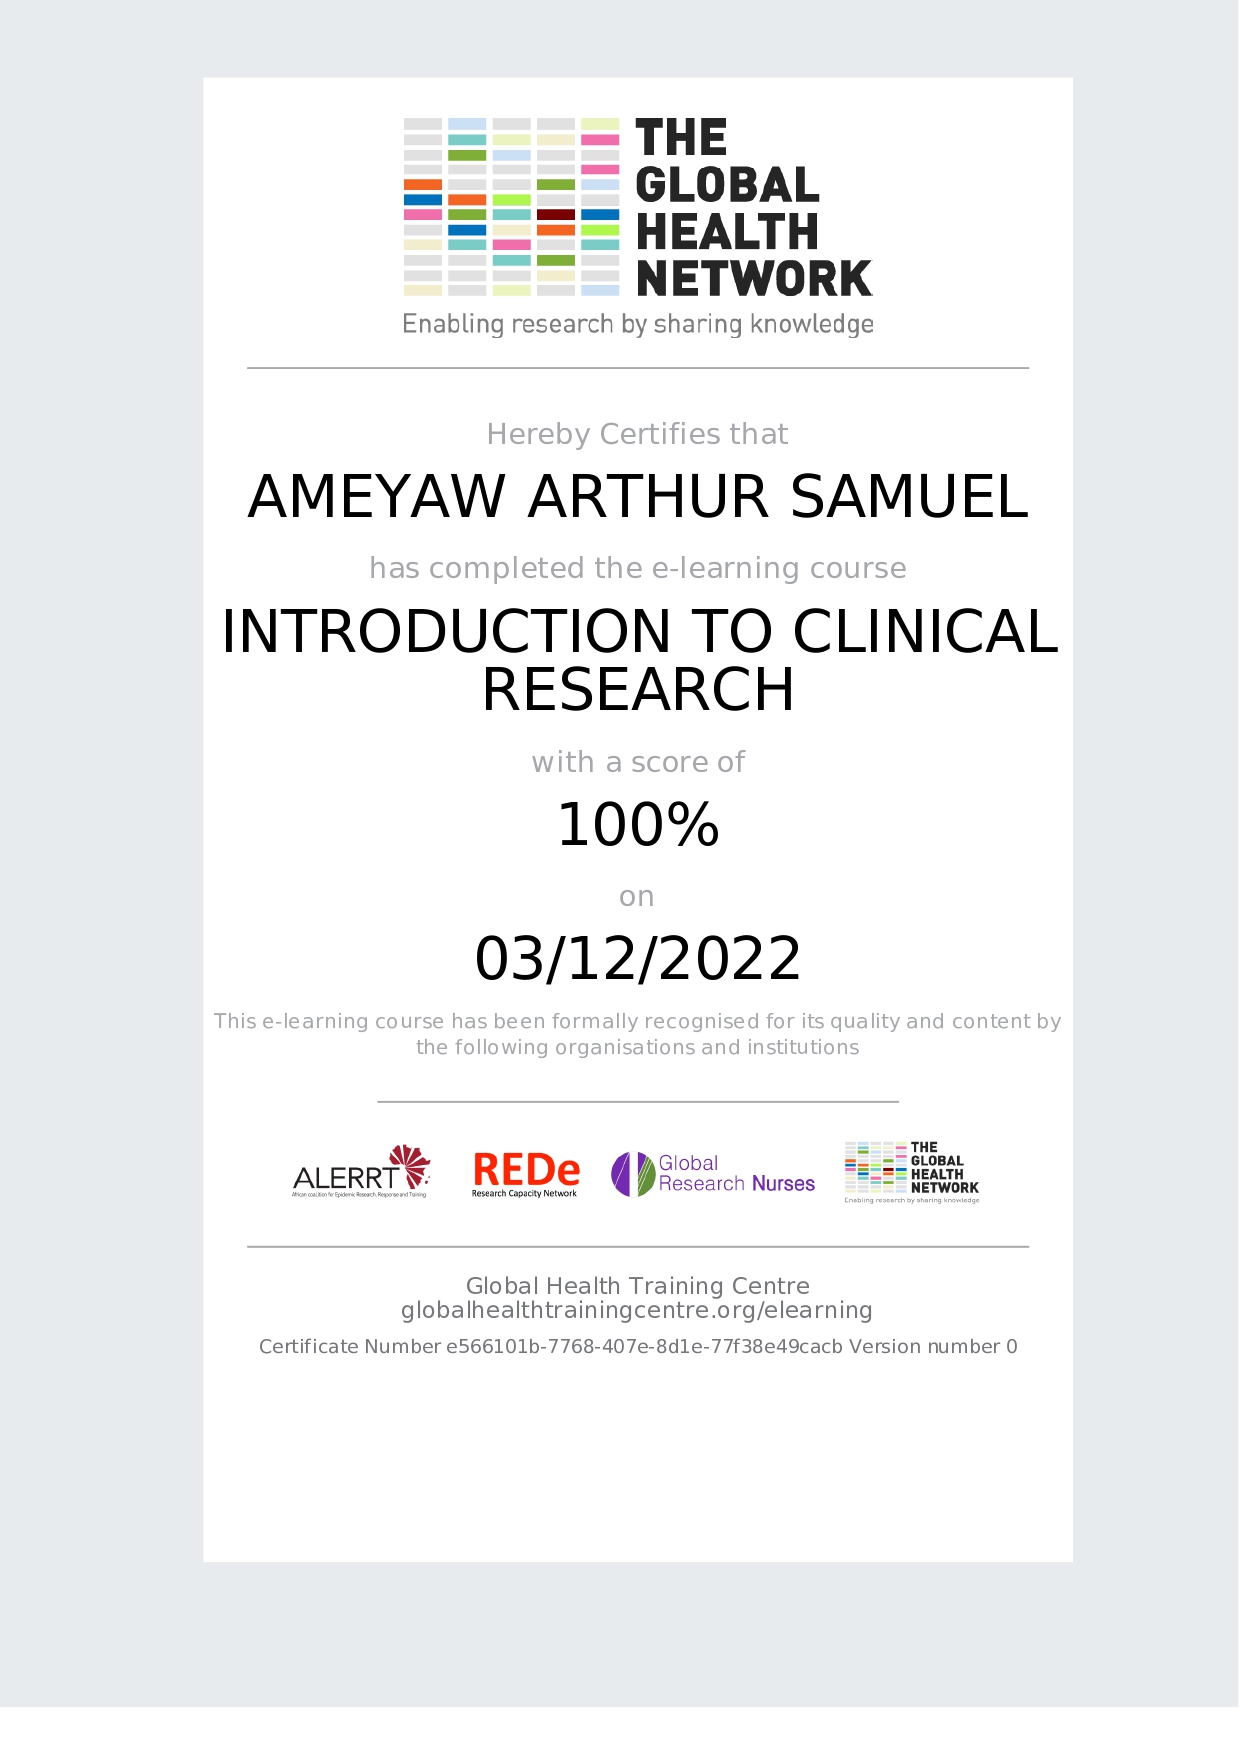 THE
GLOBAL
HEALTH
NETWORK
Enabling research by sharing knowledge
Hereby Certifies that
AMEYAW ARTHUR SAMUEL
has completed the e-learning course
INTRODUCTION TO CLINICAL
RESEARCH
with a score of
100%
on
03/12/2022
This e-learning course has been formally recognised for its quality and content by
the following organisations and institutions
ALERRT
African coalition for Epidemic Research, Response and Training
REDe
Research Capacity Network
Global
Research Nurses
THE
GLOBAL
HEALTH
NETWORK
Enabling research by sharing knowledge
Global Health Training Centre
globalhealthtrainingcentre.org/elearning
Certificate Number e566101b-7768-407e-8d1e-77f38e49cacb Version number 0